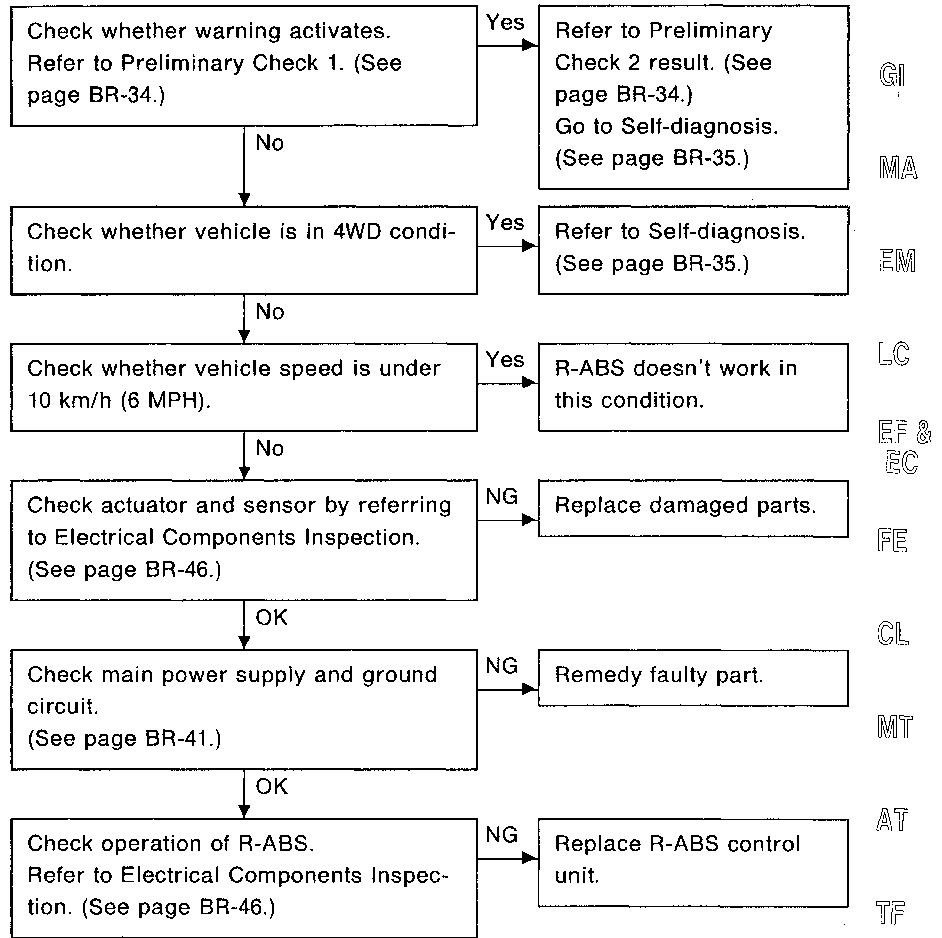 Check whether warning activates.
Refer to Preliminary Check 1. (See
page BR-34.)
Yes
Refer to Preliminary
Check 2 result. (See
page BR-34.)
Go to Self-diagnosis.
(See page BR-35.)
No
Check whether vehicle is in 4WD condi-
tion.
Yes
Refer to Self-diagnosis.
(See page BR-35.)
No
Check whether vehicle speed is under
10 km/h (6 MPH).
Yes
R-ABS doesn't work in
this condition.
No
Check actuator and sensor by referring
to Electrical Components Inspection.
(See page BR-46.)
NG
Replace damaged parts.
OK
Check main power supply and ground
circuit.
(See page BR-41.)
NG
Remedy faulty part.
OK
Check operation of R-ABS.
Refer to Electrical Components Inspec-
tion. (See page BR-46.)
NG
Replace R-ABS control
unit.
GI
MA
EM
LC
EF &
EC
FE
CL
MT
AT
TF